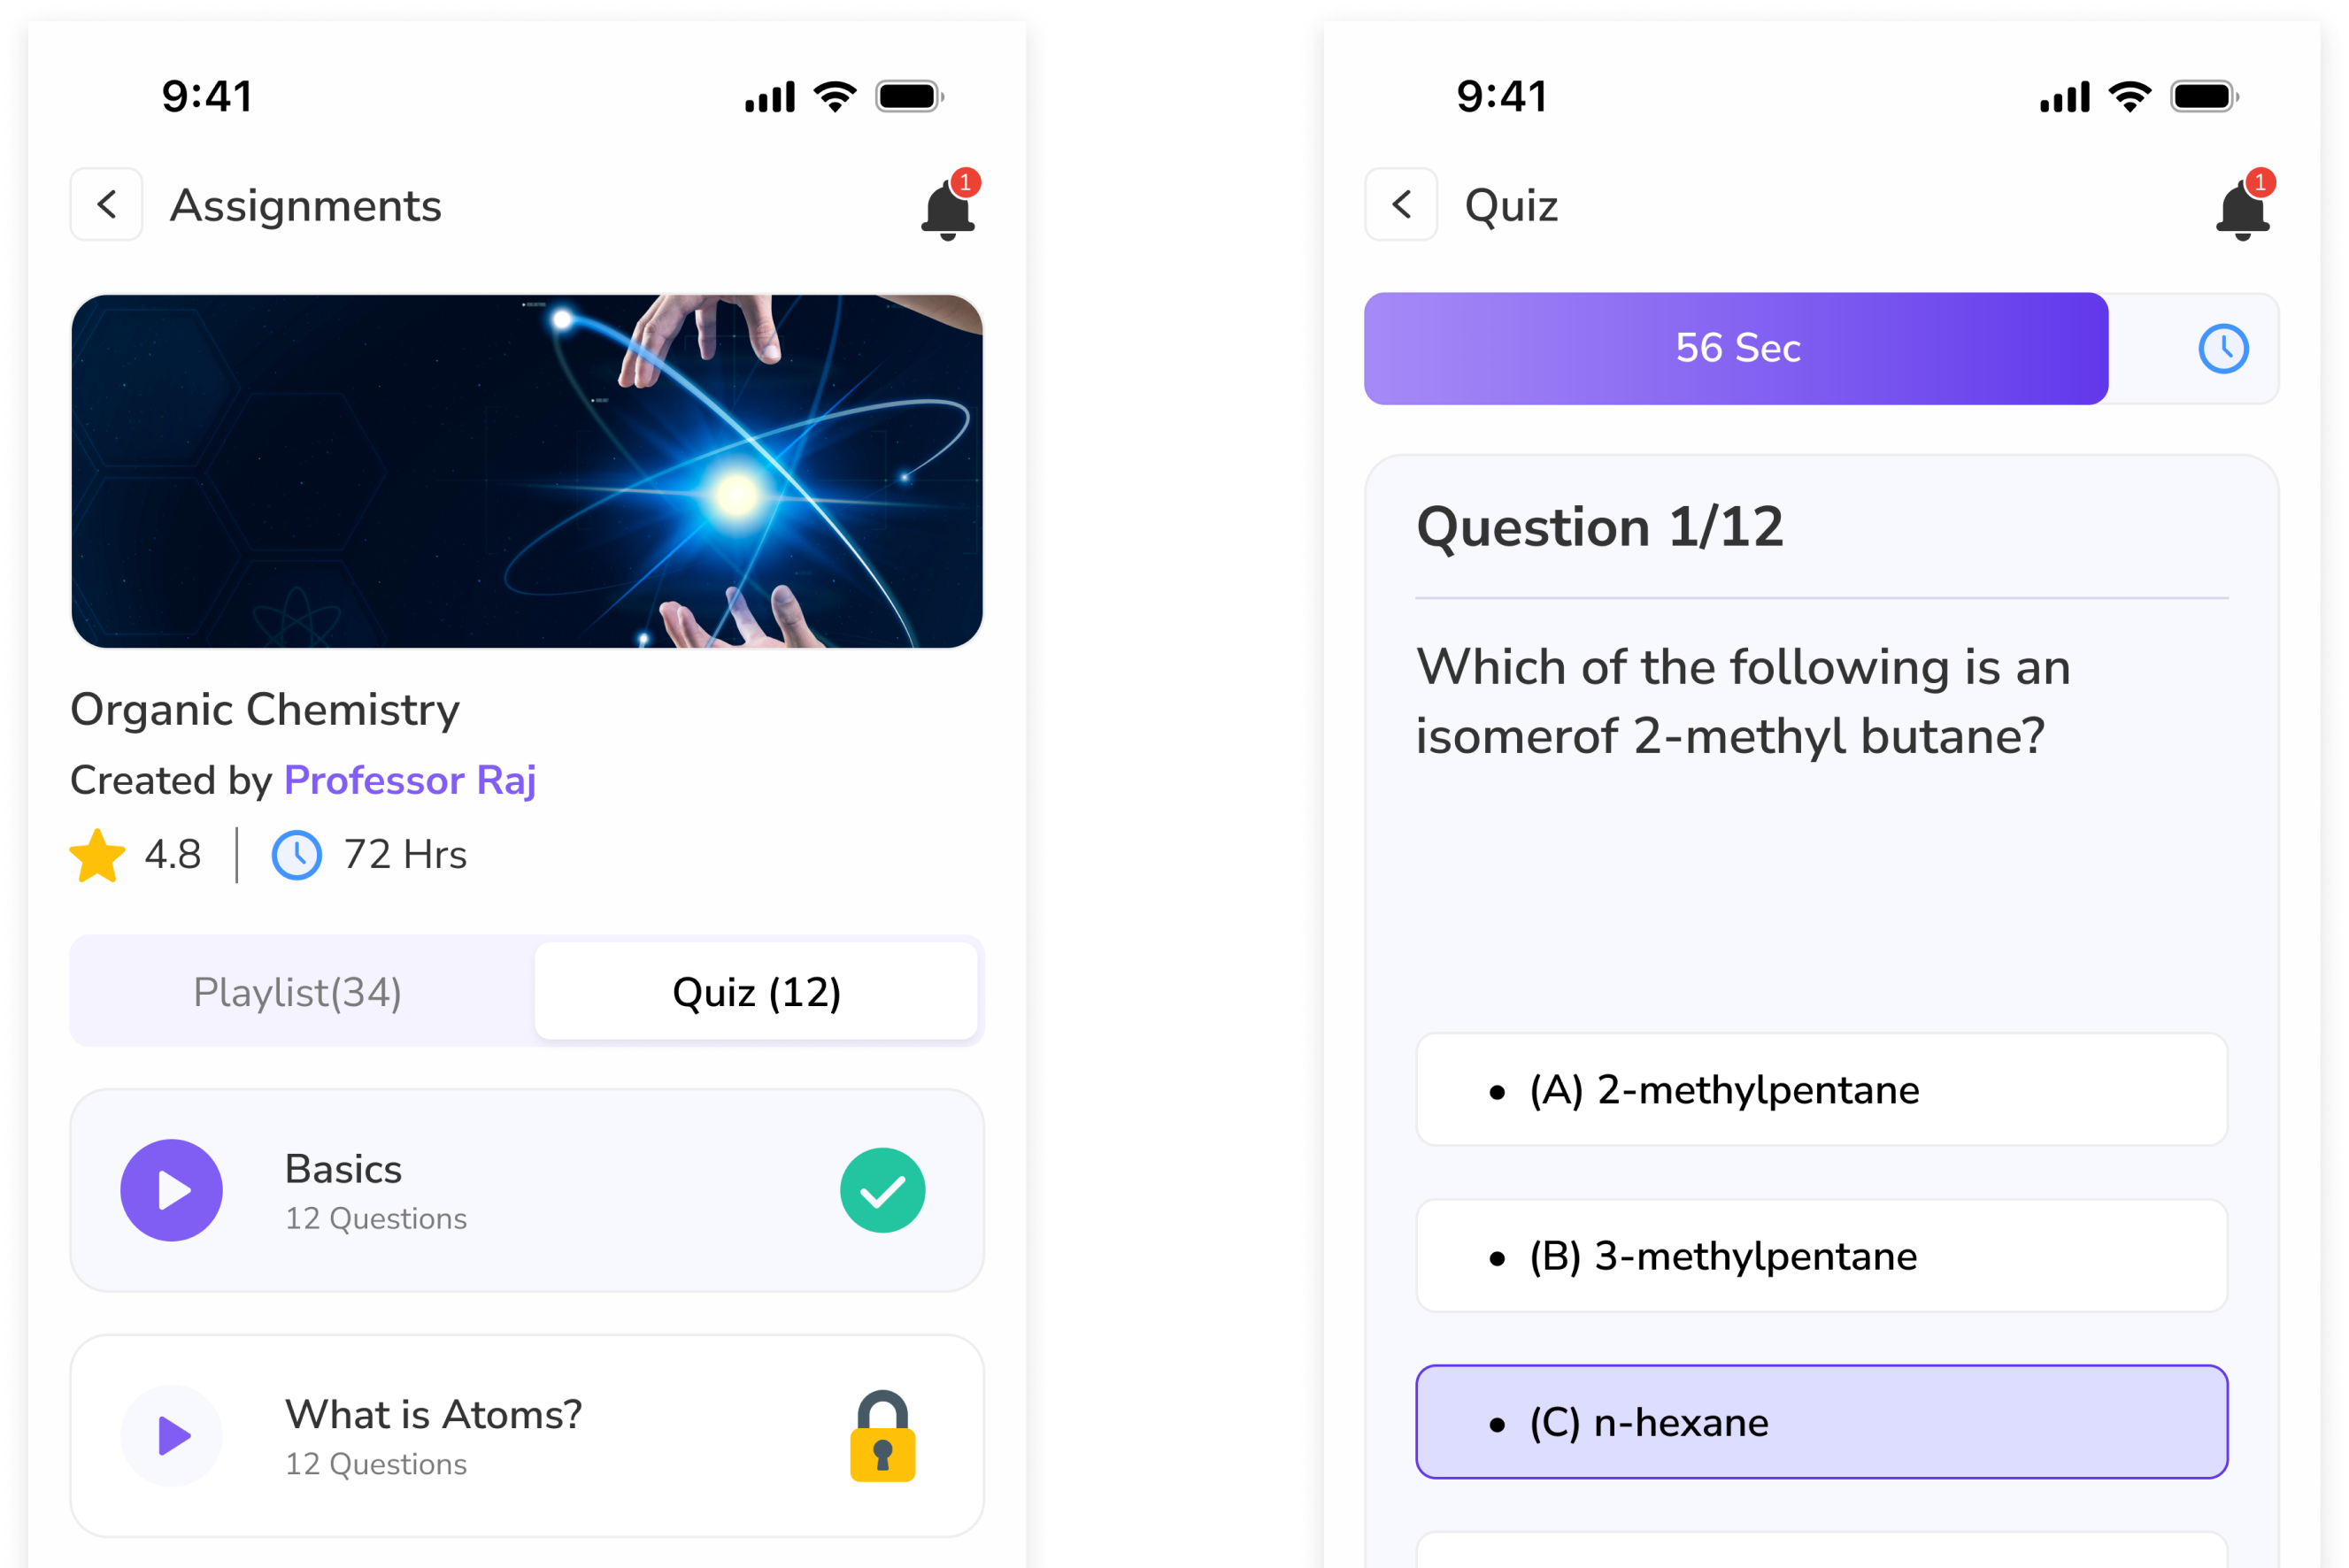 9:41
Assignments
1
Organic Chemistry
Created by Professor Raj
4.8
72 Hrs
Playlist(34)
Quiz (12)
Basics
12 Questions
What is Atoms?
12 Questions
9:41
Quiz
1
56 Sec
Question 1/12
Which of the following is an
isomerof 2-methyl butane?
• (A) 2-methylpentane
• (B) 3-methylpentane
• (C) n-hexane